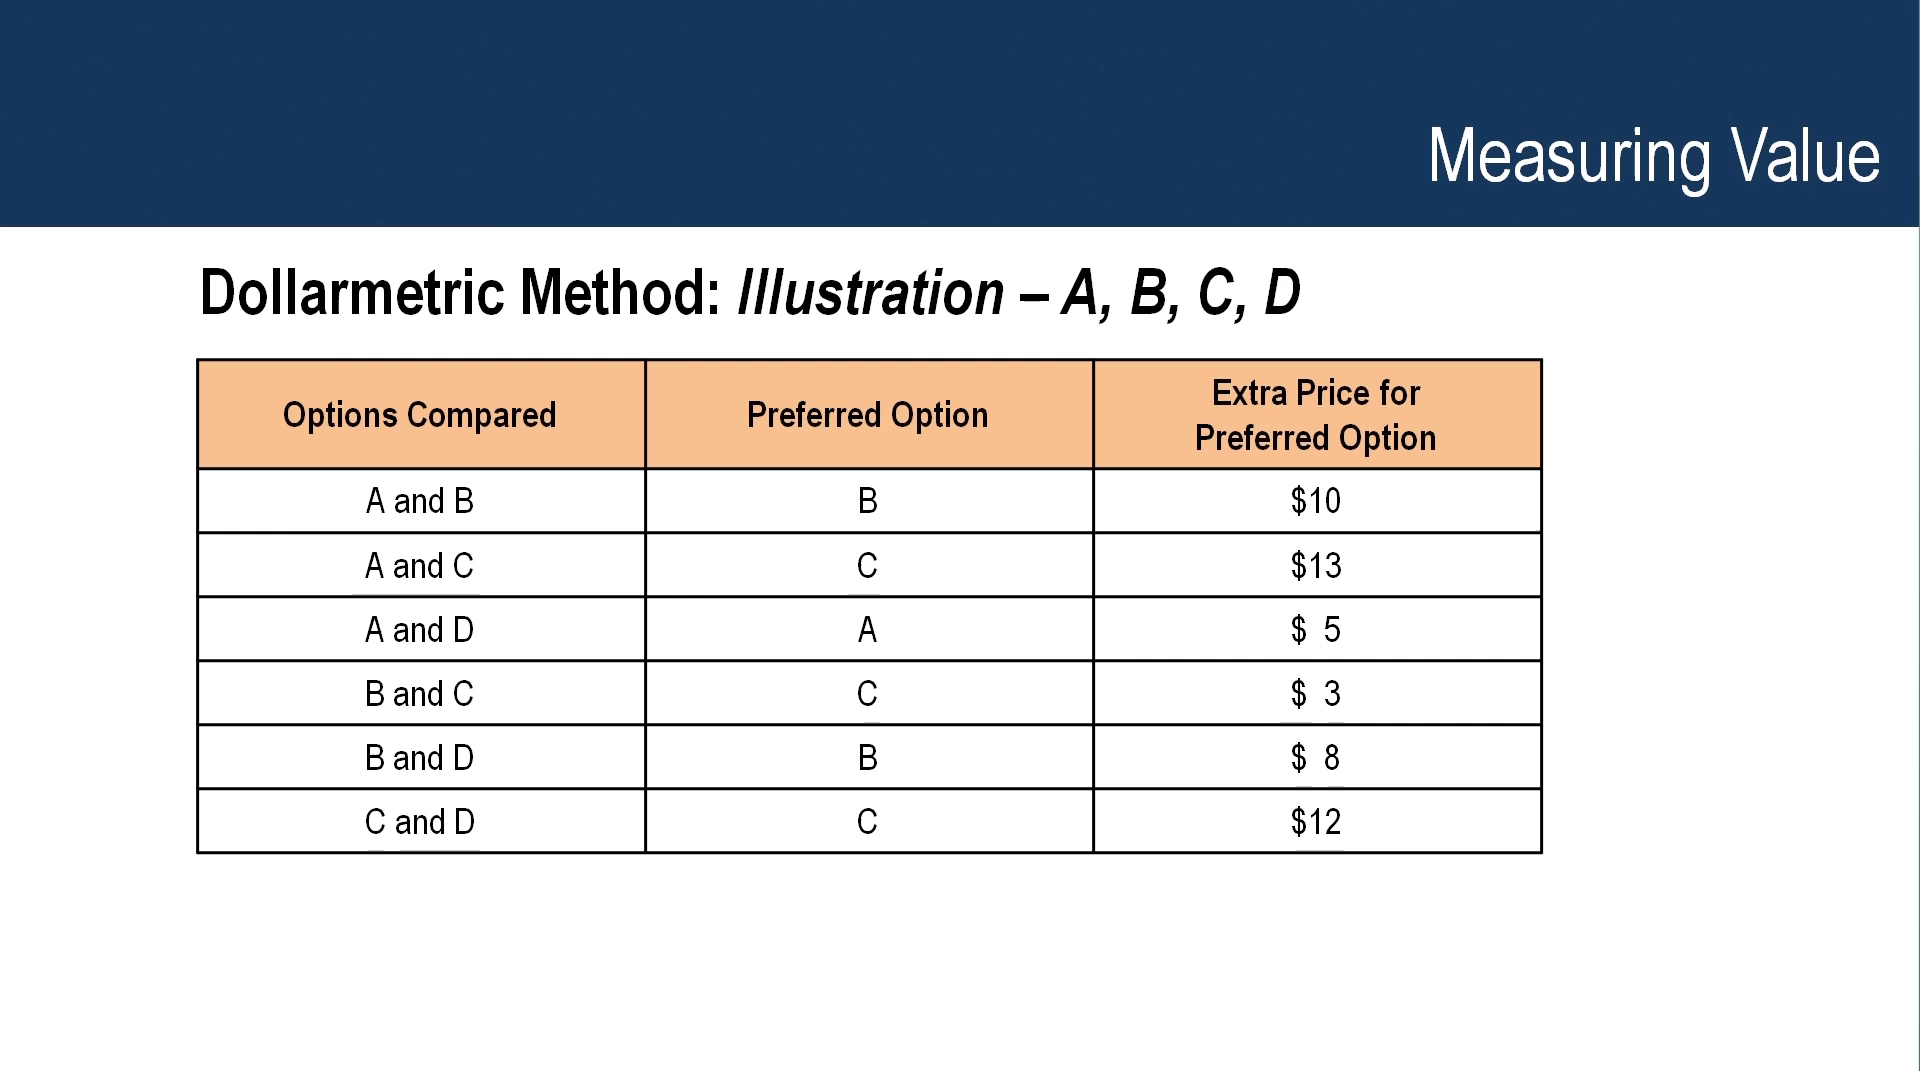 Measuring Value
Dollarmetric Method: Illustration – A, B, C, D
Options Compared Preferred Option Extra Price for
Preferred Option
A and B B $10
A and C C $13
A and D A $ 5
B and C C $ 3
B and D B $ 8
C and D C $12